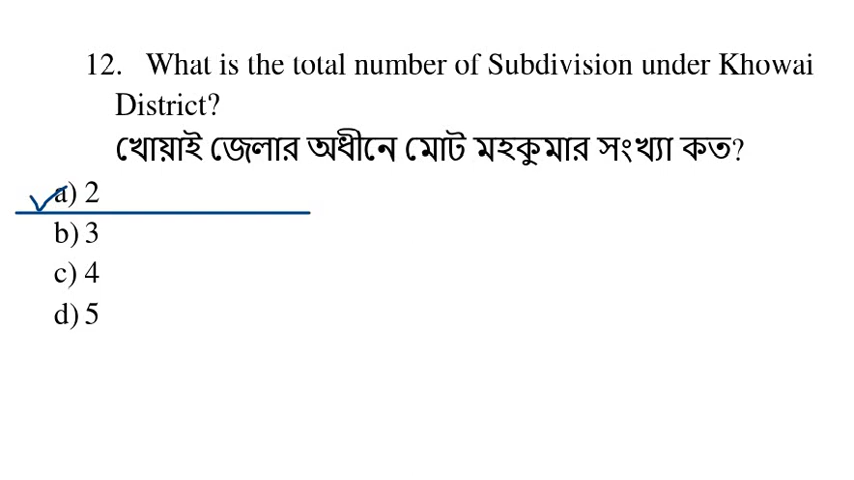 12. What is the total number of Subdivision under Khowai
District?
খোয়াই জেলার অধীনে মোট মহকুমার সংখ্যা কত?
a) 2
b) 3
c) 4
d) 5